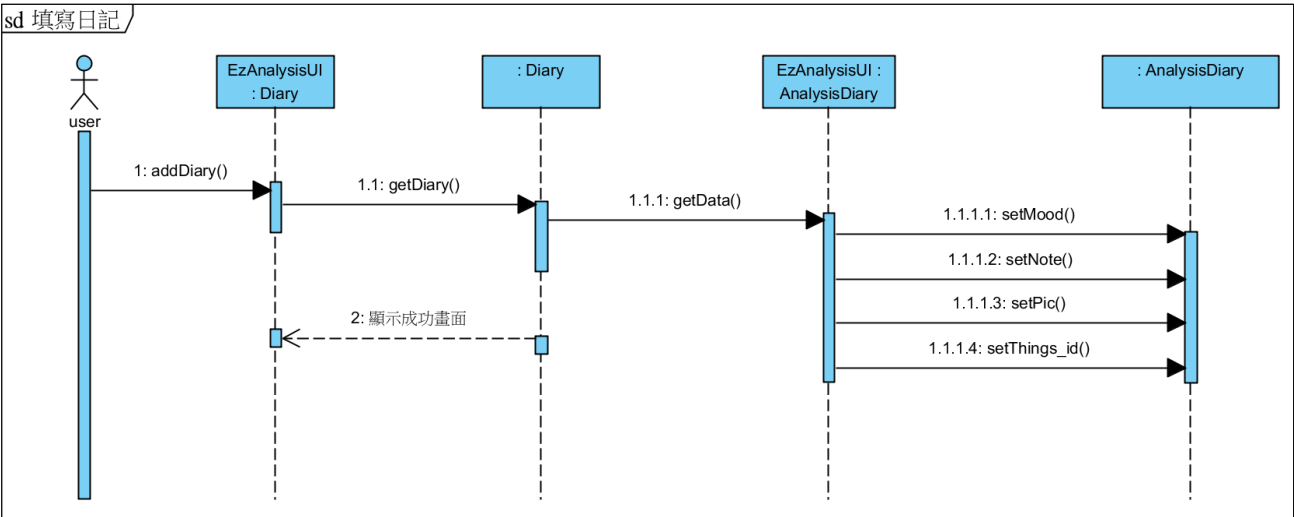 sd 填寫日記
user
EzAnalysisUI
: Diary
: Diary
EzAnalysisUI :
AnalysisDiary
: AnalysisDiary
1: addDiary()
1.1: getDiary()
1.1.1: getData()
1.1.1.1: setMood()
1.1.1.2: setNote()
1.1.1.3: setPic()
1.1.1.4: setThings_id()
2: 顯示成功畫面